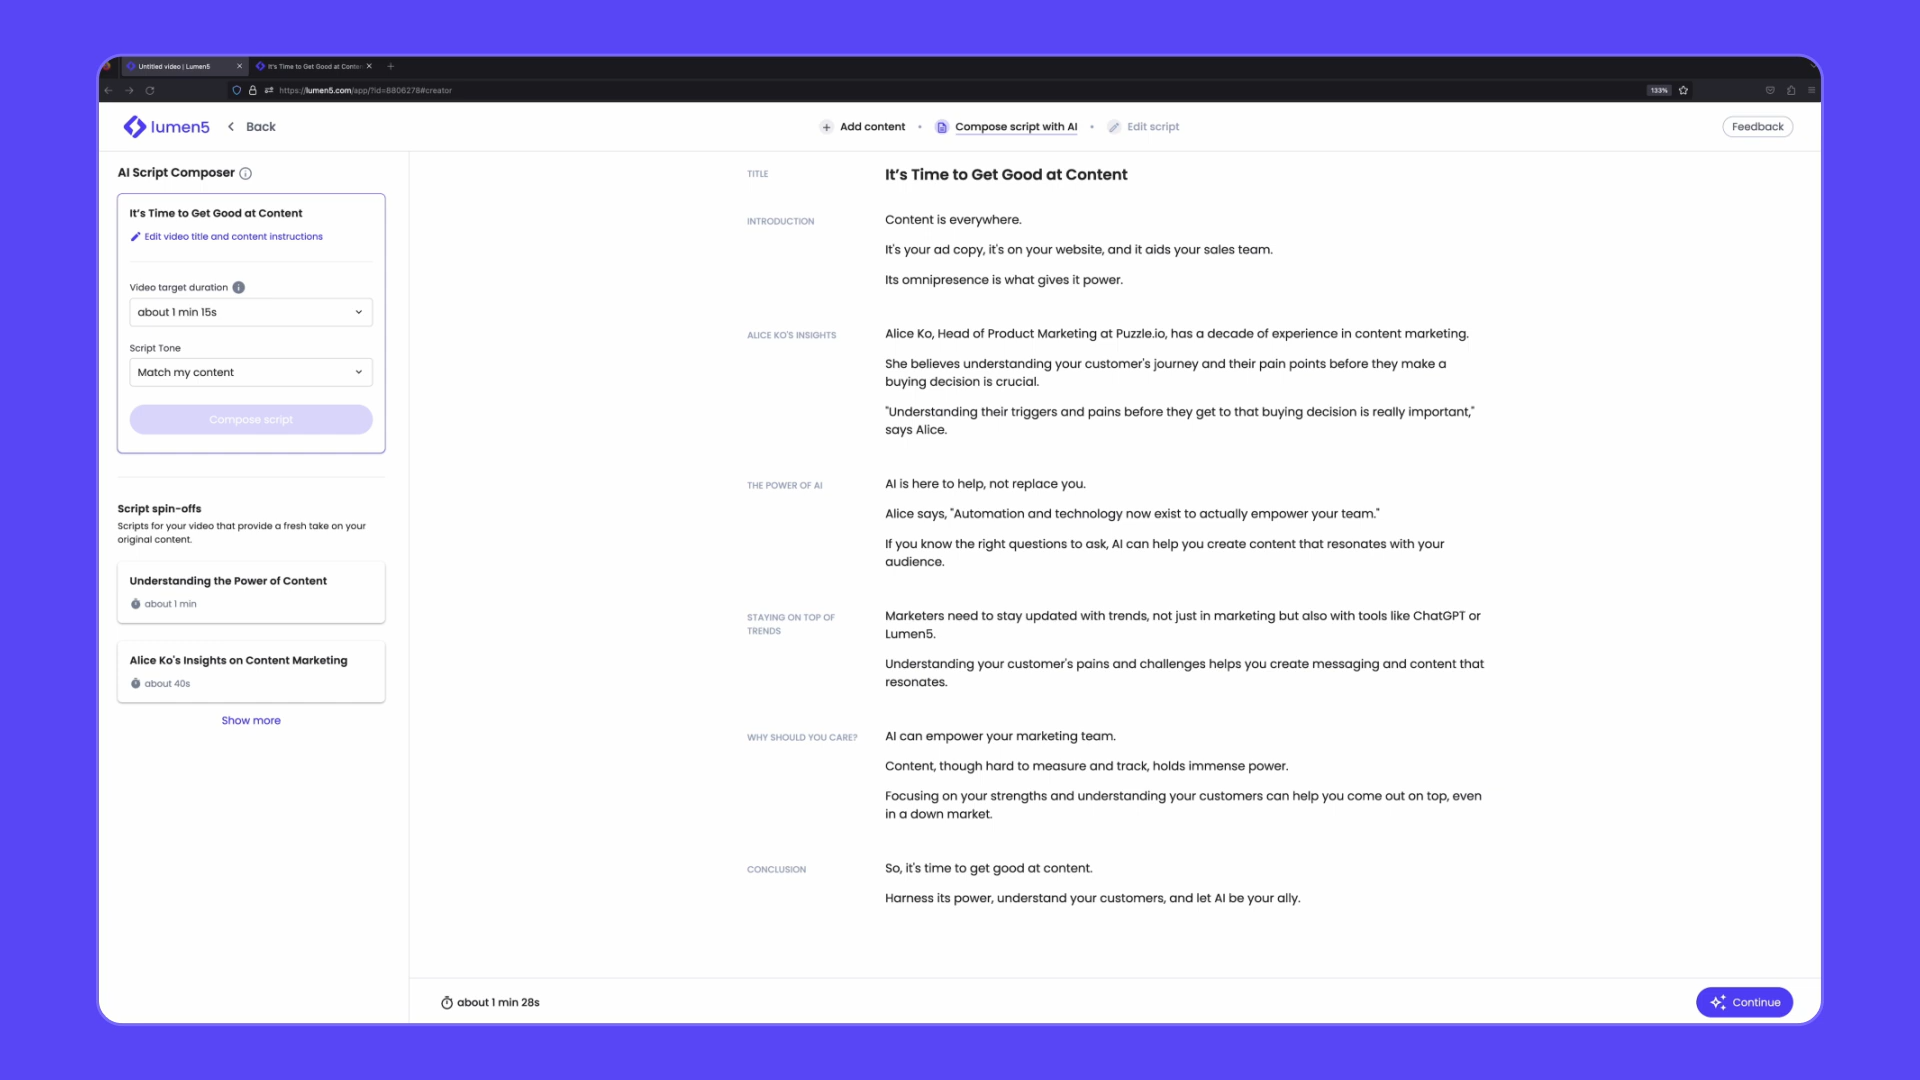 Untitled video | Lumen5
It's Time to Get Good at Conten
https://lumen5.com/app/?id=8806278#creator
133%
lumen5
Back
Add content
Compose script with AI
Edit script
Feedback
AI Script Composer
It's Time to Get Good at Content
Edit video title and content instructions
Video target duration
about 1 min 15s
Script Tone
Match my content
Compose script
Script spin-offs
Scripts for your video that provide a fresh take on your
original content.
Understanding the Power of Content
about 1 min
Alice Ko's Insights on Content Marketing
about 40s
Show more
TITLE
It's Time to Get Good at Content
INTRODUCTION
Content is everywhere.
It's your ad copy, it's on your website, and it aids your sales team.
Its omnipresence is what gives it power.
ALICE KO'S INSIGHTS
Alice Ko, Head of Product Marketing at Puzzle.io, has a decade of experience in content marketing.
She believes understanding your customer's journey and their pain points before they make a
buying decision is crucial.
"Understanding their triggers and pains before they get to that buying decision is really important,"
says Alice.
THE POWER OF AI
AI is here to help, not replace you.
Alice says, "Automation and technology now exist to actually empower your team."
If you know the right questions to ask, AI can help you create content that resonates with your
audience.
STAYING ON TOP OF
TRENDS
Marketers need to stay updated with trends, not just in marketing but also with tools like ChatGPT or
Lumen5.
Understanding your customer's pains and challenges helps you create messaging and content that
resonates.
WHY SHOULD YOU CARE?
AI can empower your marketing team.
Content, though hard to measure and track, holds immense power.
Focusing on your strengths and understanding your customers can help you come out on top, even
in a down market.
CONCLUSION
So, it's time to get good at content.
Harness its power, understand your customers, and let AI be your ally.
about 1 min 28s
Continue